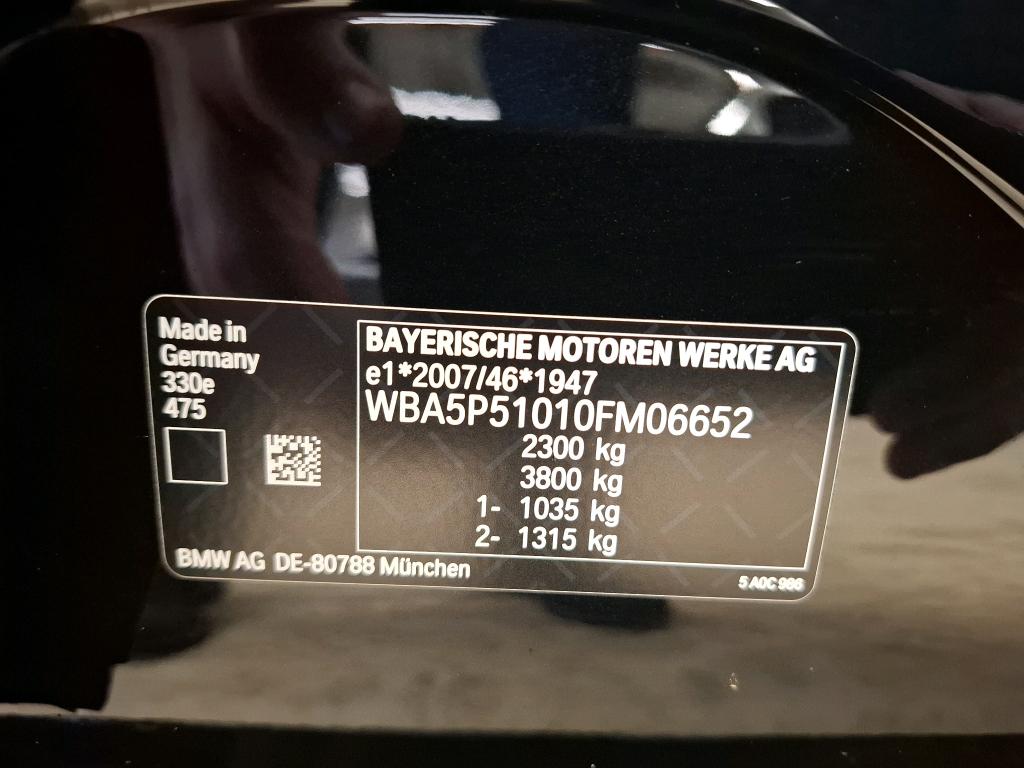 Made in
Germany
330e
475
BAYERISCHE MOTOREN WERKE AG
e1*2007/46*1947
WBA5P51010FM06652
2300 kg
3800 kg
1- 1035 kg
2- 1315 kg
BMW AG DE-80788 München
5 A0C 986